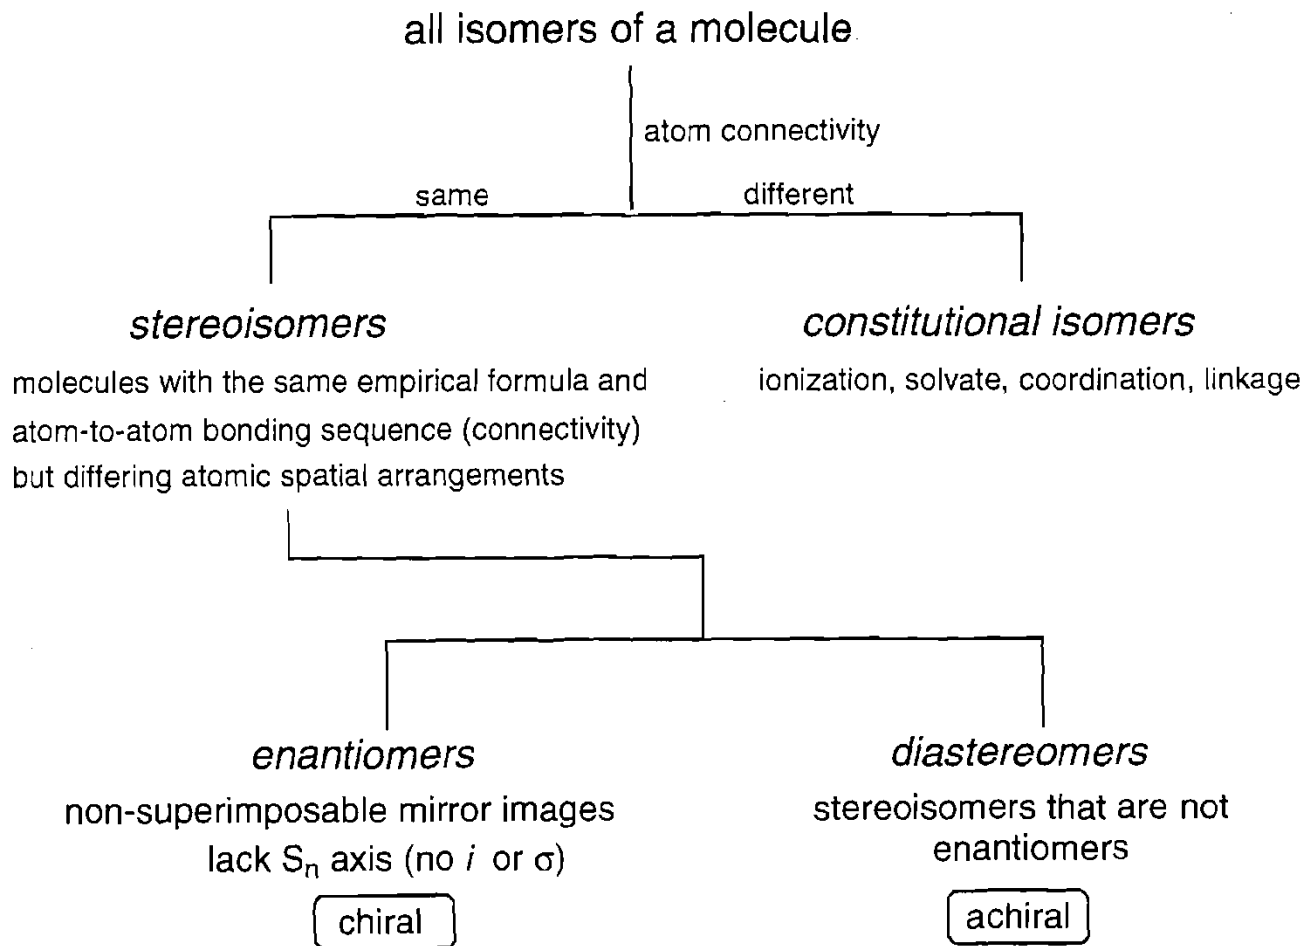 all isomers of a molecule
atom connectivity
same
different
stereoisomers
molecules with the same empirical formula and
atom-to-atom bonding sequence (connectivity)
but differing atomic spatial arrangements
constitutional isomers
ionization, solvate, coordination, linkage
enantiomers
non-superimposable mirror images
lack Sn axis (no i or σ)
chiral
diastereomers
stereoisomers that are not
enantiomers
achiral